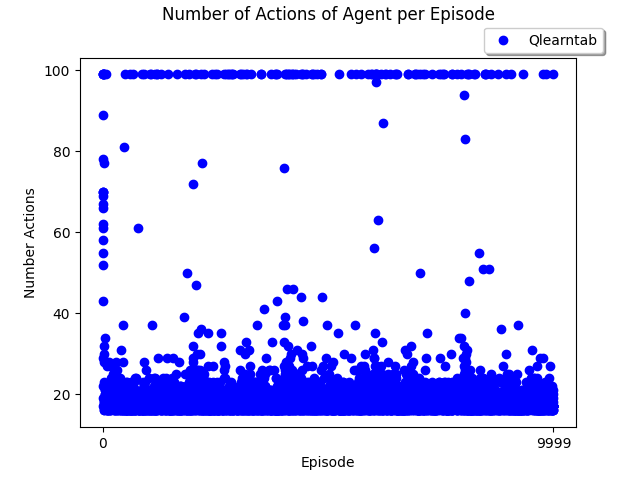 Number of Actions of Agent per Episode
Qlearntab
100
80
60
40
20
Number Actions
0
9999
Episode